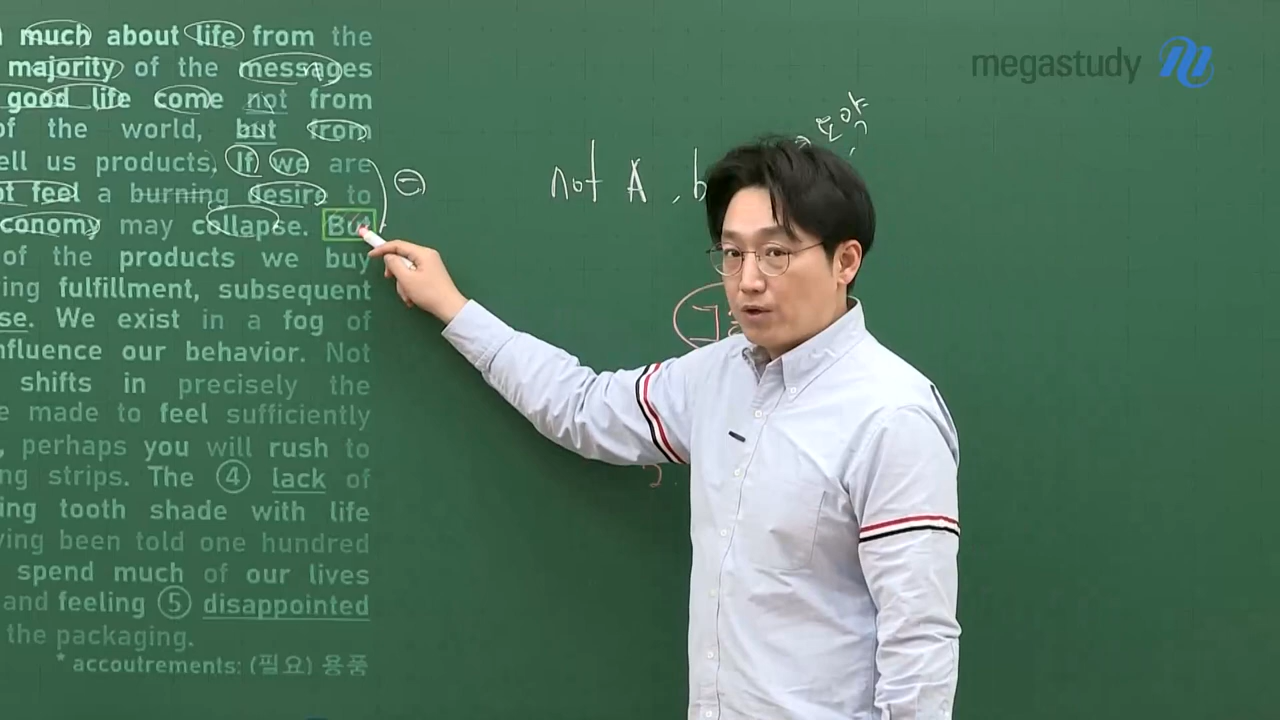 much about life from the
majority of the messages
good life come not from
of the world, but from
ell us products, If we are
ot feel a burning desire to
conomy may collapse. But
of the products we buy
ing fulfillment, subsequent
se. We exist in a fog of
nfluence our behavior. Not
shifts in precisely the
e made to feel sufficiently
, perhaps you will rush to
ng strips. The ④ lack of
ing tooth shade with life
ving been told one hundred
spend much of our lives
and feeling ⑤ disappointed
the packaging.
* accoutrements: (필요) 용품
megastudy
not A, b